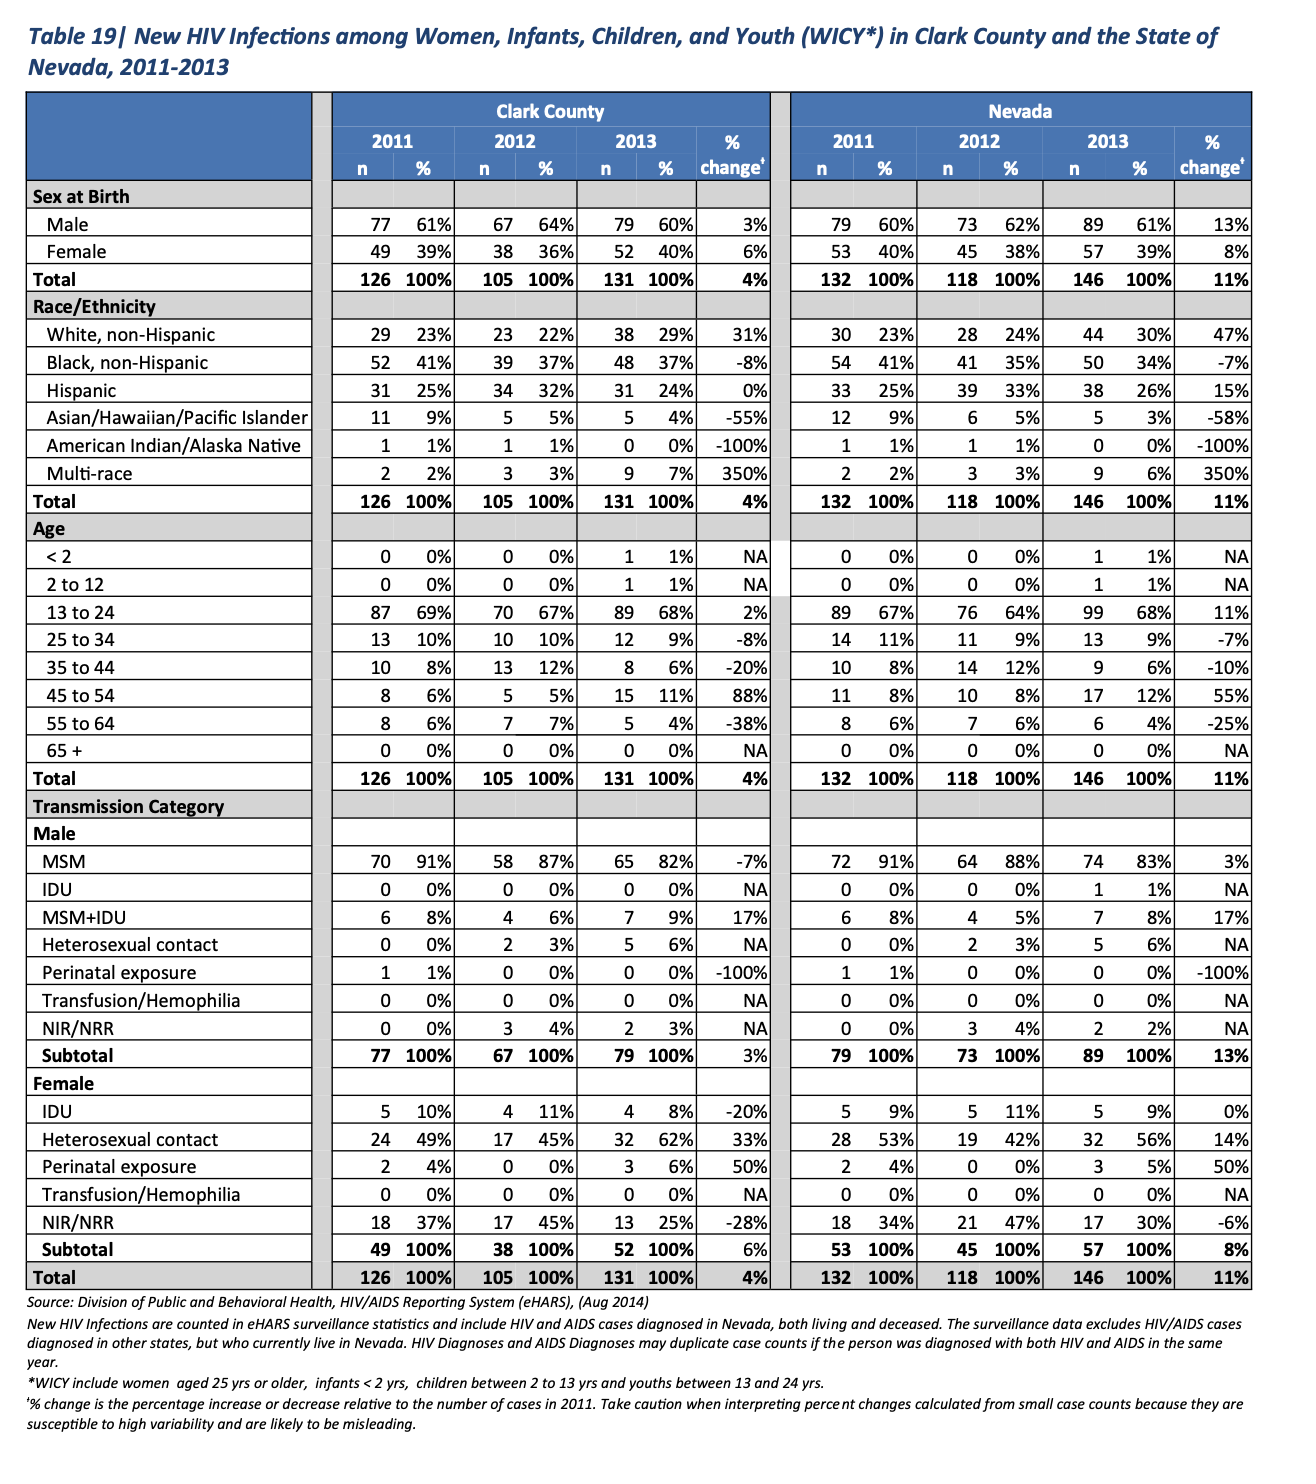 Table 19| New HIV Infections among Women, Infants, Children, and Youth (WICY*) in Clark County and the State of
Nevada, 2011-2013
Clark County Nevada
2011 2012 2013 % 2011 2012 2013 %
n % n % n % change† n % n % n % change†
Sex at Birth
Male 77 61% 67 64% 79 60% 3% 79 60% 73 62% 89 61% 13%
Female 49 39% 38 36% 52 40% 6% 53 40% 45 38% 57 39% 8%
Total 126 100% 105 100% 131 100% 4% 132 100% 118 100% 146 100% 11%
Race/Ethnicity
White, non-Hispanic 29 23% 23 22% 38 29% 31% 30 23% 28 24% 44 30% 47%
Black, non-Hispanic 52 41% 39 37% 48 37% -8% 54 41% 41 35% 50 34% -7%
Hispanic 31 25% 34 32% 31 24% 0% 33 25% 39 33% 38 26% 15%
Asian/Hawaiian/Pacific Islander 11 9% 5 5% 5 4% -55% 12 9% 6 5% 5 3% -58%
American Indian/Alaska Native 1 1% 1 1% 0 0% -100% 1 1% 1 1% 0 0% -100%
Multi-race 2 2% 3 3% 9 7% 350% 2 2% 3 3% 9 6% 350%
Total 126 100% 105 100% 131 100% 4% 132 100% 118 100% 146 100% 11%
Age
< 2 0 0% 0 0% 1 1% NA 0 0% 0 0% 1 1% NA
2 to 12 0 0% 0 0% 1 1% NA 0 0% 0 0% 1 1% NA
13 to 24 87 69% 70 67% 89 68% 2% 89 67% 76 64% 99 68% 11%
25 to 34 13 10% 10 10% 12 9% -8% 14 11% 11 9% 13 9% -7%
35 to 44 10 8% 13 12% 8 6% -20% 10 8% 14 12% 9 6% -10%
45 to 54 8 6% 5 5% 15 11% 88% 11 8% 10 8% 17 12% 55%
55 to 64 8 6% 7 7% 5 4% -38% 8 6% 7 6% 6 4% -25%
65 + 0 0% 0 0% 0 0% NA 0 0% 0 0% 0 0% NA
Total 126 100% 105 100% 131 100% 4% 132 100% 118 100% 146 100% 11%
Transmission Category
Male
MSM 70 91% 58 87% 65 82% -7% 72 91% 64 88% 74 83% 3%
IDU 0 0% 0 0% 0 0% NA 0 0% 0 0% 1 1% NA
MSM+IDU 6 8% 4 6% 7 9% 17% 6 8% 4 5% 7 8% 17%
Heterosexual contact 0 0% 2 3% 5 6% NA 0 0% 2 3% 5 6% NA
Perinatal exposure 1 1% 0 0% 0 0% -100% 1 1% 0 0% 0 0% -100%
Transfusion/Hemophilia 0 0% 0 0% 0 0% NA 0 0% 0 0% 0 0% NA
NIR/NRR 0 0% 3 4% 2 3% NA 0 0% 3 4% 2 2% NA
Subtotal 77 100% 67 100% 79 100% 3% 79 100% 73 100% 89 100% 13%
Female
IDU 5 10% 4 11% 4 8% -20% 5 9% 5 11% 5 9% 0%
Heterosexual contact 24 49% 17 45% 32 62% 33% 28 53% 19 42% 32 56% 14%
Perinatal exposure 2 4% 0 0% 3 6% 50% 2 4% 0 0% 3 5% 50%
Transfusion/Hemophilia 0 0% 0 0% 0 0% NA 0 0% 0 0% 0 0% NA
NIR/NRR 18 37% 17 45% 13 25% -28% 18 34% 21 47% 17 30% -6%
Subtotal 49 100% 38 100% 52 100% 6% 53 100% 45 100% 57 100% 8%
Total 126 100% 105 100% 131 100% 4% 132 100% 118 100% 146 100% 11%
Source: Division of Public and Behavioral Health, HIV/AIDS Reporting System (eHARS), (Aug 2014)
New HIV Infections are counted in eHARS surveillance statistics and include HIV and AIDS cases diagnosed in Nevada, both living and deceased. The surveillance data excludes HIV/AIDS cases
diagnosed in other states, but who currently live in Nevada. HIV Diagnoses and AIDS Diagnoses may duplicate case counts if the person was diagnosed with both HIV and AIDS in the same
year.
*WICY include women aged 25 yrs or older, infants < 2 yrs, children between 2 to 13 yrs and youths between 13 and 24 yrs.
†% change is the percentage increase or decrease relative to the number of cases in 2011. Take caution when interpreting percent changes calculated from small case counts because they are
susceptible to high variability and are likely to be misleading.